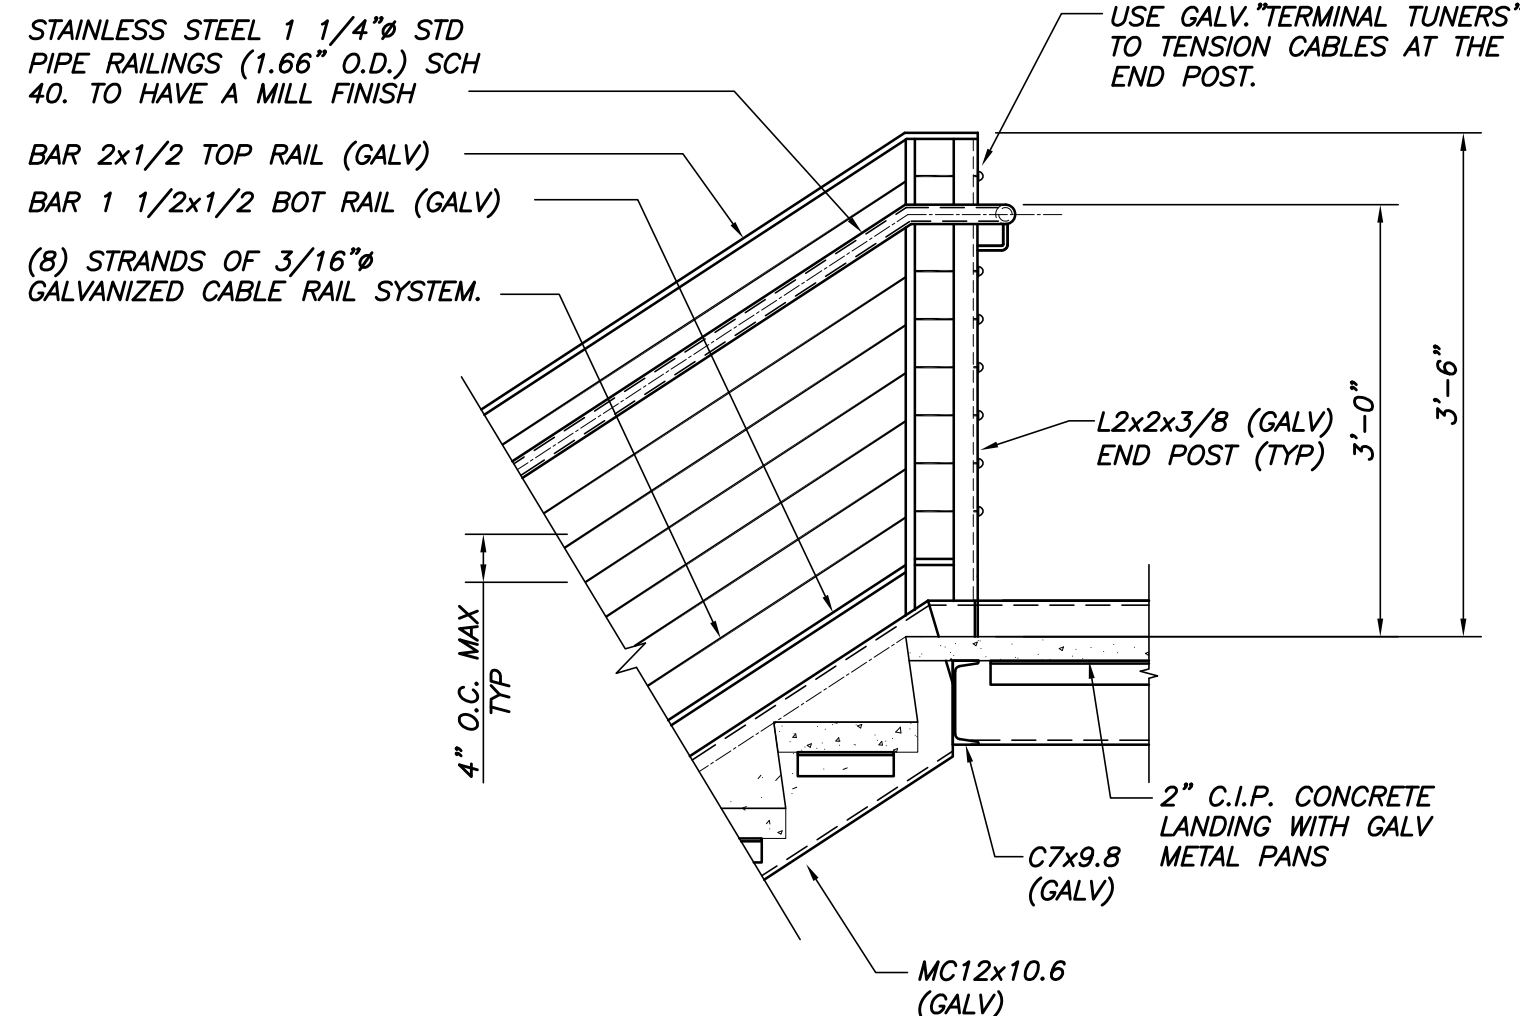 STAINLESS STEEL 1 1/4"ø STD
PIPE RAILINGS (1.66" O.D.) SCH
40. TO HAVE A MILL FINISH
BAR 2x1/2 TOP RAIL (GALV)
BAR 1 1/2x1/2 BOT RAIL (GALV)
(8) STRANDS OF 3/16"ø
GALVANIZED CABLE RAIL SYSTEM.
USE GALV."TERMINAL TUNERS"
TO TENSION CABLES AT THE
END POST.
L2x2x3/8 (GALV)
END POST (TYP)
3'-0"
3'-6"
4" O.C. MAX
TYP
2" C.I.P. CONCRETE
LANDING WITH GALV
METAL PANS
C7x9.8
(GALV)
MC12x10.6
(GALV)